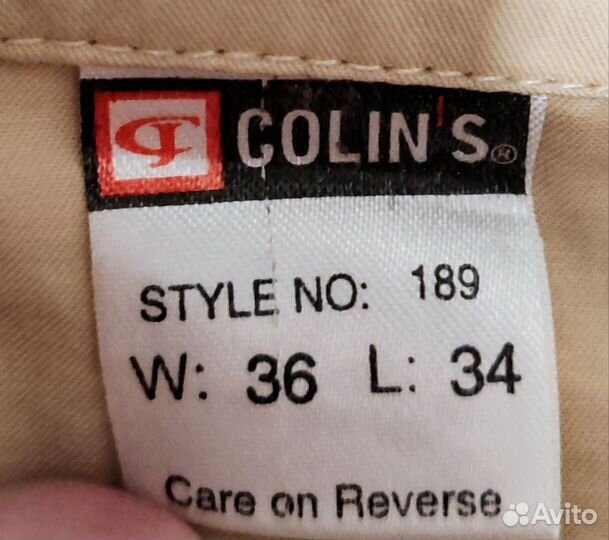 COLIN'S®
STYLE NO: 189
W: 36 L: 34
Care on Reverse
Avito